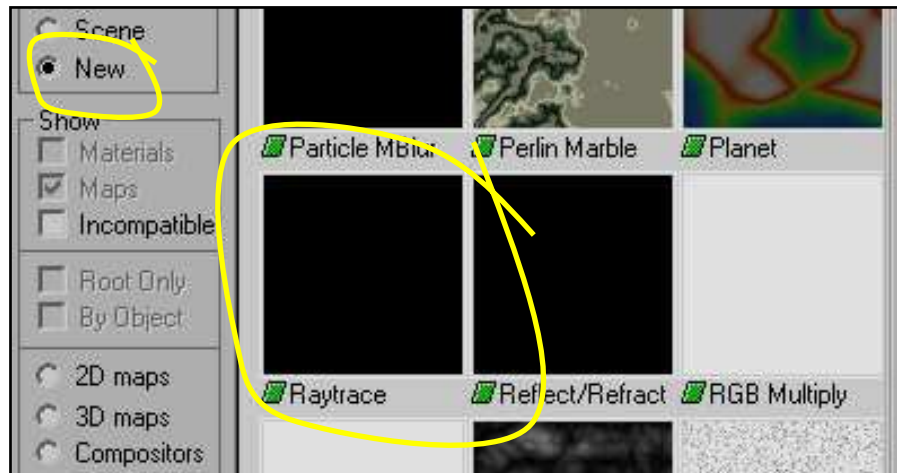 Scene
New
Show
Materials
Maps
Incompatible
Root Only
By Object
2D maps
3D maps
Compositors
Particle MBlur
Perlin Marble
Planet
Raytrace
Reflect/Refract
RGB Multiply